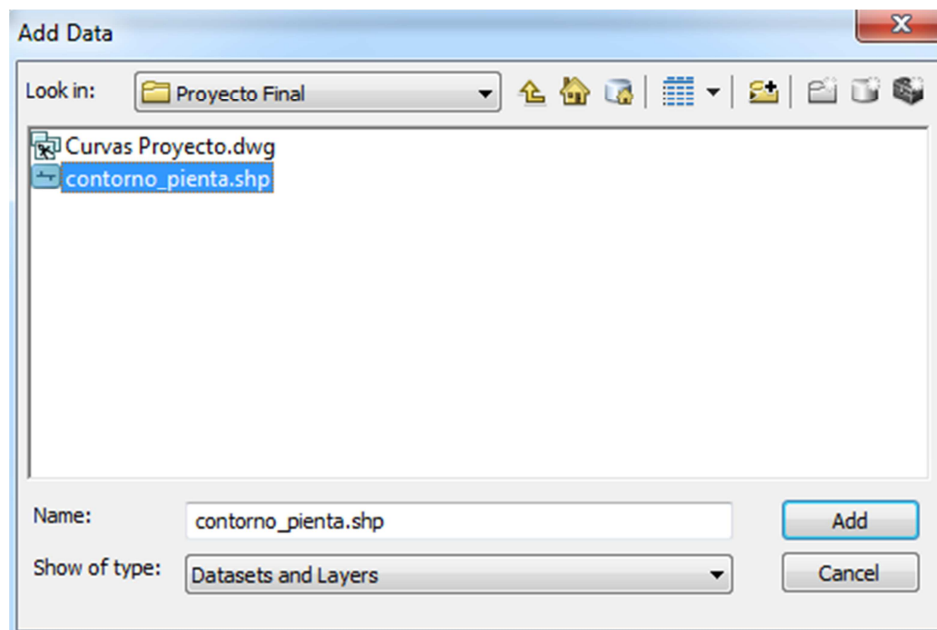 Add Data
Look in: Proyecto Final
Curvas Proyecto.dwg
contorno_pienta.shp
Name: contorno_pienta.shp Add
Show of type: Datasets and Layers Cancel